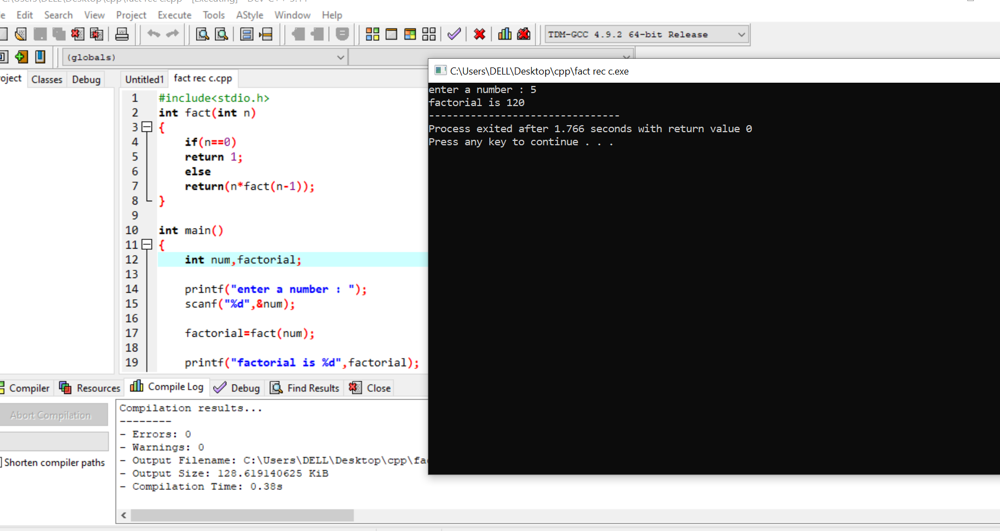 Edit Search View Project Execute Tools AStyle Window Help
TDM-GCC 4.9.2 64-bit Release
(globals)
Classes Debug
Untitled1 fact rec c.cpp
1 #include<stdio.h>
2 int fact(int n)
3 {
4 if(n==0)
5 return 1;
6 else
7 return(n*fact(n-1));
8 }
9
10 int main()
11 {
12 int num,factorial;
13
14 printf("enter a number : ");
15 scanf("%d",&num);
16
17 factorial=fact(num);
18
19 printf("factorial is %d",factorial);
C:\Users\DELL\Desktop\cpp\fact rec c.exe
enter a number : 5
factorial is 120
--------------------------------
Process exited after 1.766 seconds with return value 0
Press any key to continue . . .
Compiler Resources Compile Log Debug Find Results Close
Abort Compilation
Shorten compiler paths
Compilation results...
--------
- Errors: 0
- Warnings: 0
- Output Filename: C:\Users\DELL\Desktop\cpp\fa
- Output Size: 128.619140625 KiB
- Compilation Time: 0.38s